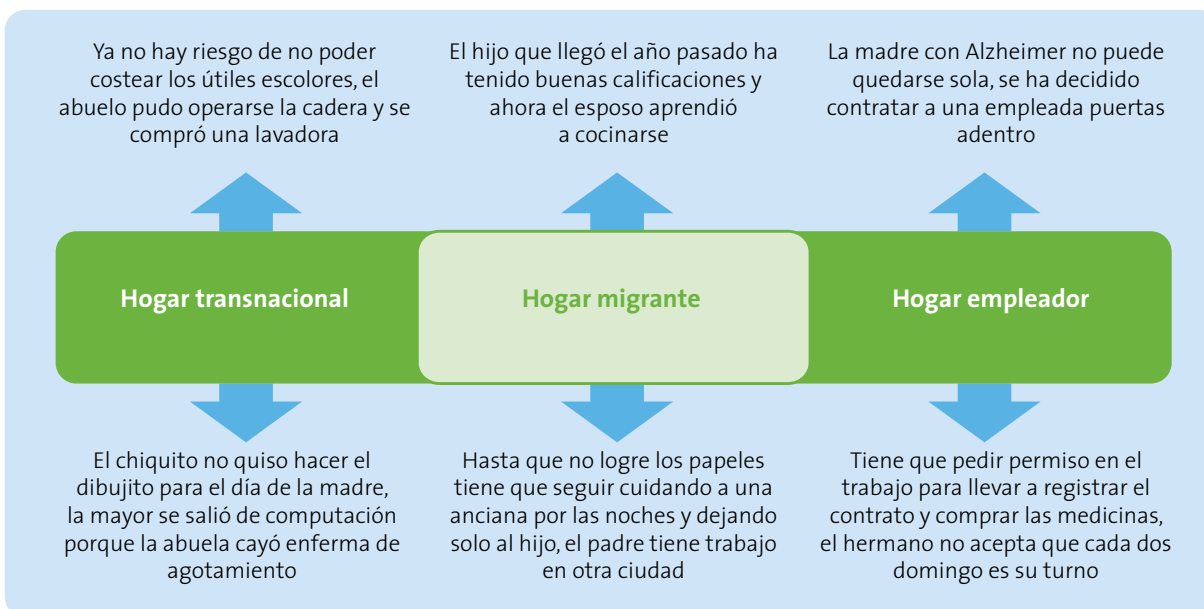 Ya no hay riesgo de no poder
costear los útiles escolores, el
abuelo pudo operarse la cadera y se
compró una lavadora
El hijo que llegó el año pasado ha
tenido buenas calificaciones y
ahora el esposo aprendió
a cocinarse
La madre con Alzheimer no puede
quedarse sola, se ha decidido
contratar a una empleada puertas
adentro
Hogar transnacional
Hogar migrante
Hogar empleador
El chiquito no quiso hacer el
dibujito para el día de la madre,
la mayor se salió de computación
porque la abuela cayó enferma de
agotamiento
Hasta que no logre los papeles
tiene que seguir cuidando a una
anciana por las noches y dejando
solo al hijo, el padre tiene trabajo
en otra ciudad
Tiene que pedir permiso en el
trabajo para llevar a registrar el
contrato y comprar las medicinas,
el hermano no acepta que cada dos
domingo es su turno